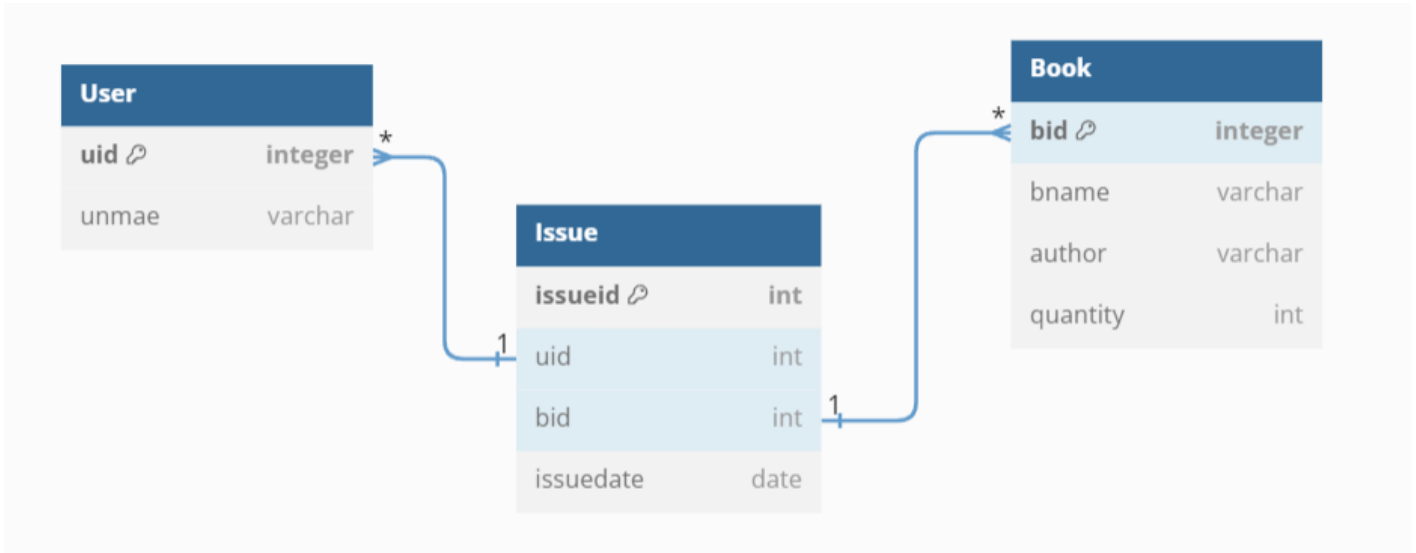 User
uid integer
unmae varchar
*
1
Issue
issueid int
uid int
bid int
issuedate date
1
*
Book
bid integer
bname varchar
author varchar
quantity int